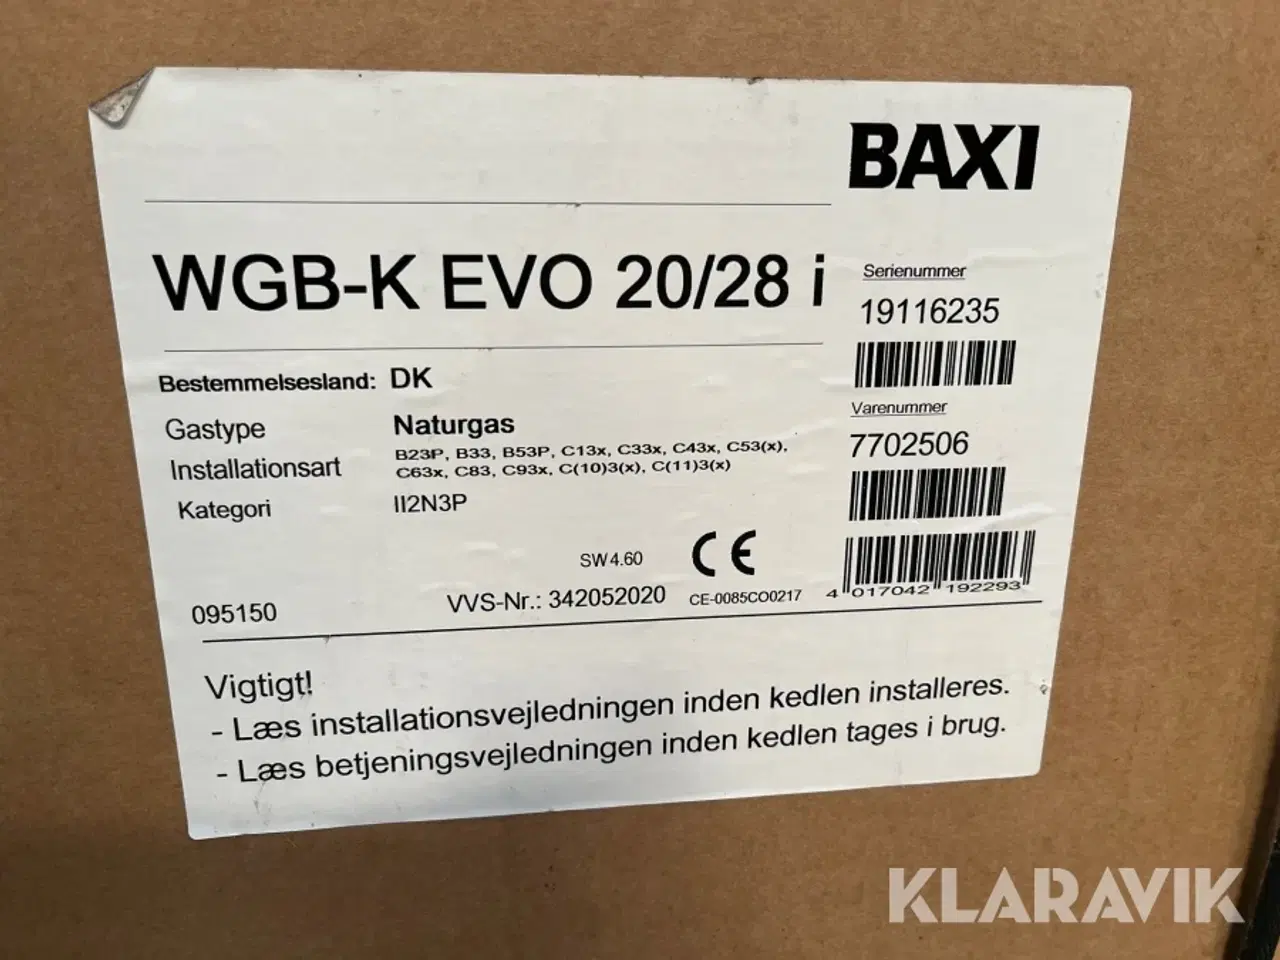 BAXI
WGB-K EVO 20/28 i
Serienummer
19116235
Bestemmelsesland: DK
Varenummer
7702506
Gastype Naturgas
Installationsart B23P, B33, B53P, C13x, C33x, C43x, C53(x),
C63x, C83, C93x, C(10)3(x), C(11)3(x)
Kategori II2N3P
SW4.60 CE
4 017042 192293
095150 VVS-Nr.: 342052020 CE-0085CO0217
Vigtigt!
- Læs installationsvejledningen inden kedlen installeres.
- Læs betjeningsvejledningen inden kedlen tages i brug.
KLARAVIK